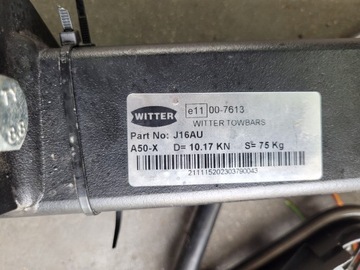 WITTER
e11 00-7613
WITTER TOWBARS
Part No: J16AU
A50-X D= 10.17 KN S= 75 Kg
211115202303790043